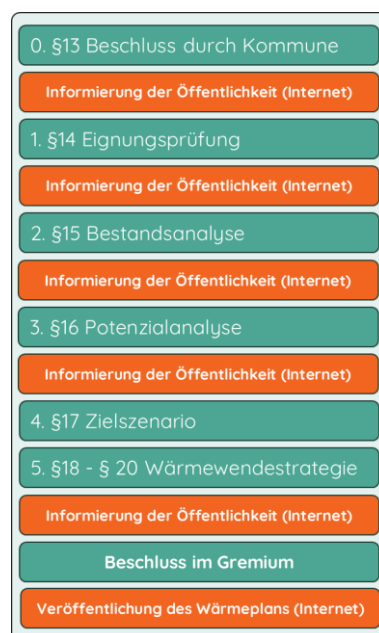 0. §13 Beschluss durch Kommune
Informierung der Öffentlichkeit (Internet)
1. §14 Eignungsprüfung
Informierung der Öffentlichkeit (Internet)
2. §15 Bestandsanalyse
Informierung der Öffentlichkeit (Internet)
3. §16 Potenzialanalyse
Informierung der Öffentlichkeit (Internet)
4. §17 Zielszenario
5. §18 - § 20 Wärmewendestrategie
Informierung der Öffentlichkeit (Internet)
Beschluss im Gremium
Veröffentlichung des Wärmeplans (Internet)